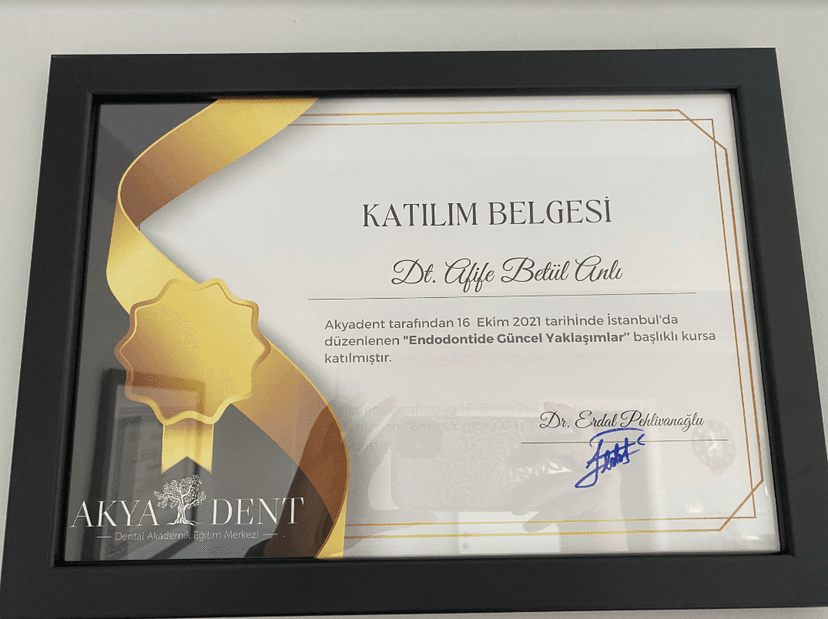 KATILIM BELGESİ
Dt. Afife Betül Anlı
Akyadent tarafından 16 Ekim 2021 tarihinde İstanbul'da
düzenlenen "Endodontide Güncel Yaklaşımlar" başlıklı kursa
katılmıştır.
Dr. Erdal Pehlivanoğlu
AKYA DENT
Dental Akademik Eğitim Merkezi